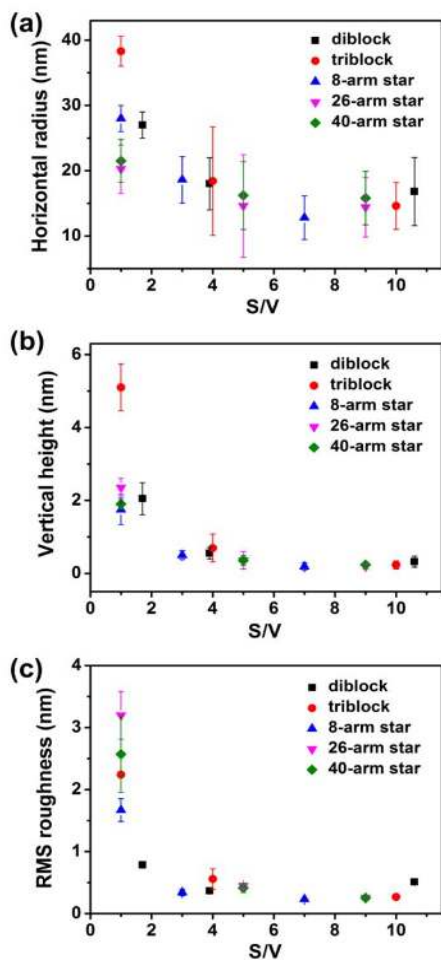 (a)
Horizontal radius (nm)
40
30
20
10
diblock
triblock
8-arm star
26-arm star
40-arm star
0 2 4 6 8 10
S/V
(b)
Vertical height (nm)
6
4
2
0
diblock
triblock
8-arm star
26-arm star
40-arm star
0 2 4 6 8 10
S/V
(c)
RMS roughness (nm)
4
3
2
1
0
diblock
triblock
8-arm star
26-arm star
40-arm star
0 2 4 6 8 10
S/V